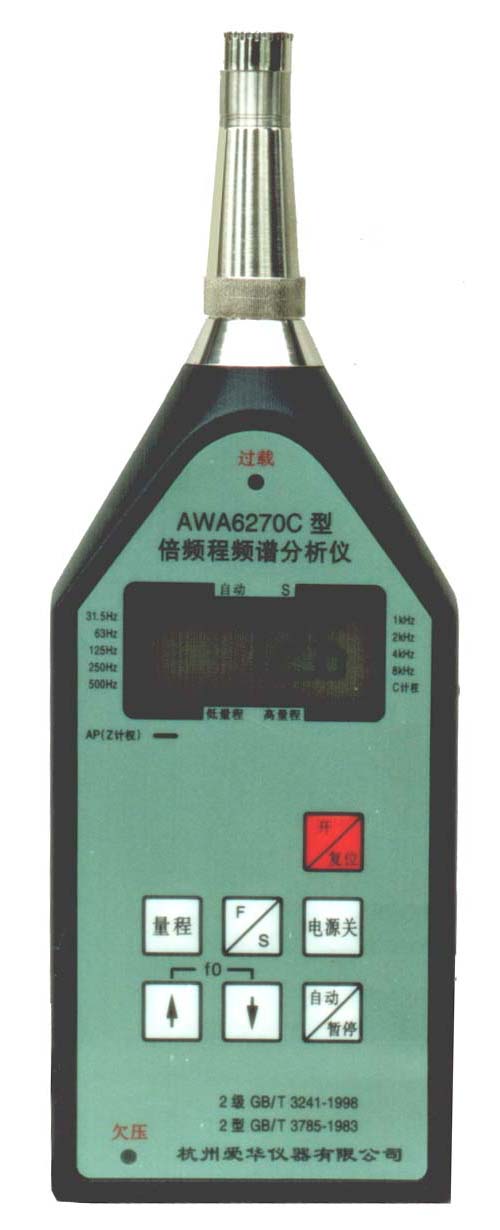 过载
AWA6270C 型
倍频程频谱分析仪
自动 S
31.5Hz
63Hz
125Hz
250Hz
500Hz
1kHz
2kHz
4kHz
8kHz
C计权
低量程 高量程
AP(Z计权)
开
复位
量程
F
S
电源关
f0
自动
暂停
2级 GB/T 3241-1998
2型 GB/T 3785-1983
欠压
杭州爱华仪器有限公司